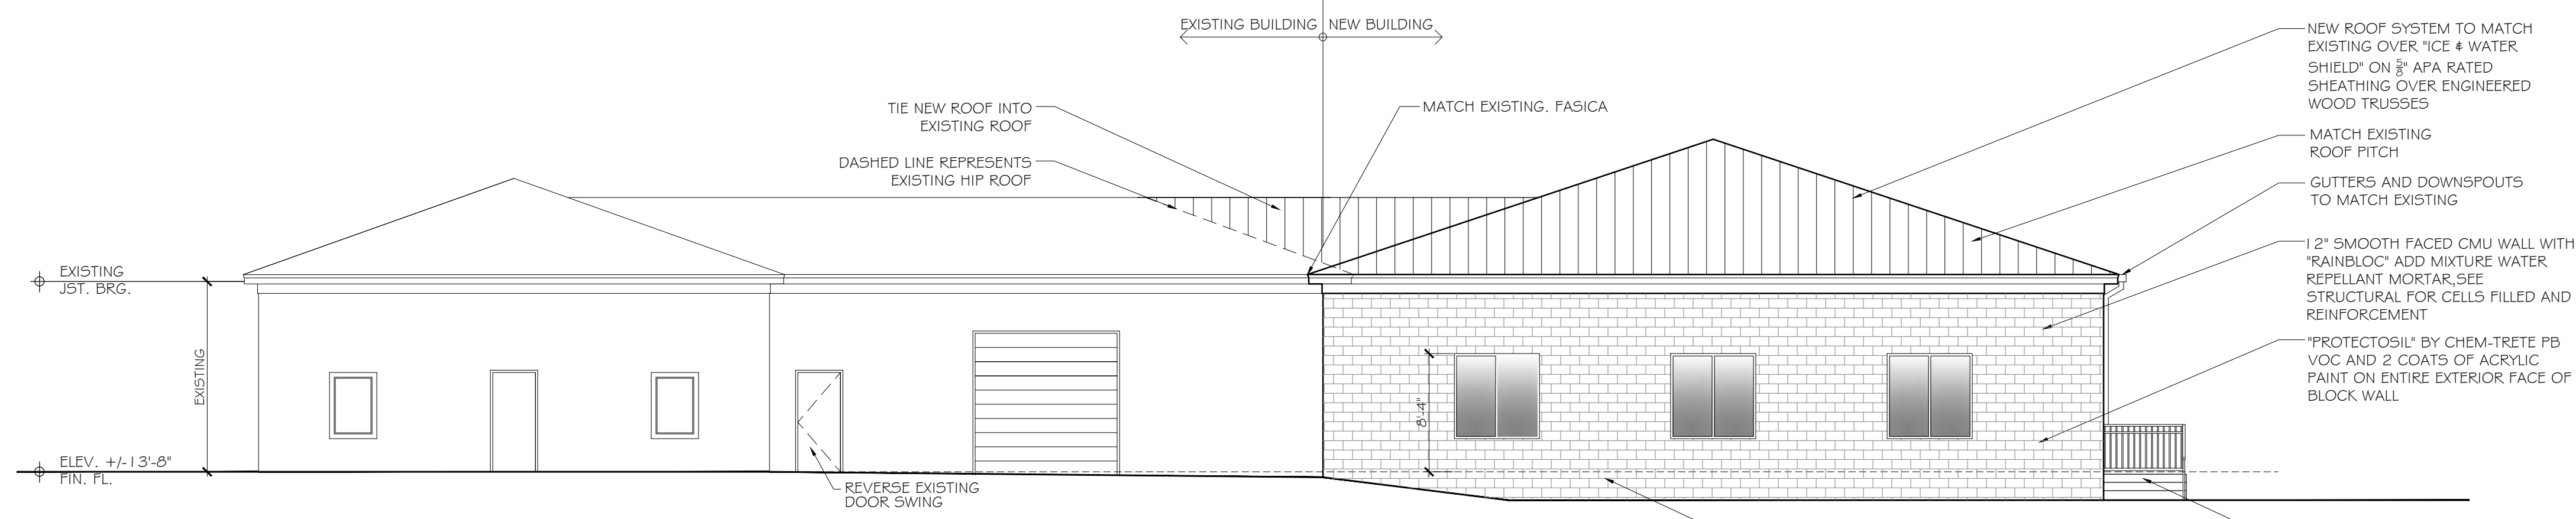 EXISTING BUILDING
NEW BUILDING
NEW ROOF SYSTEM TO MATCH
EXISTING OVER "ICE & WATER
SHIELD" ON 5/8" APA RATED
SHEATHING OVER ENGINEERED
WOOD TRUSSES
TIE NEW ROOF INTO
EXISTING ROOF
MATCH EXISTING. FASICA
MATCH EXISTING
ROOF PITCH
DASHED LINE REPRESENTS
EXISTING HIP ROOF
GUTTERS AND DOWNSPOUTS
TO MATCH EXISTING
12" SMOOTH FACED CMU WALL WITH
"RAINBLOC" ADD MIXTURE WATER
REPELLANT MORTAR,SEE
STRUCTURAL FOR CELLS FILLED AND
REINFORCEMENT
EXISTING
JST. BRG.
EXISTING
"PROTECTOSIL" BY CHEM-TRETE PB
VOC AND 2 COATS OF ACRYLIC
PAINT ON ENTIRE EXTERIOR FACE OF
BLOCK WALL
8'-4"
ELEV. +/-13'-8"
FIN. FL.
REVERSE EXISTING
DOOR SWING